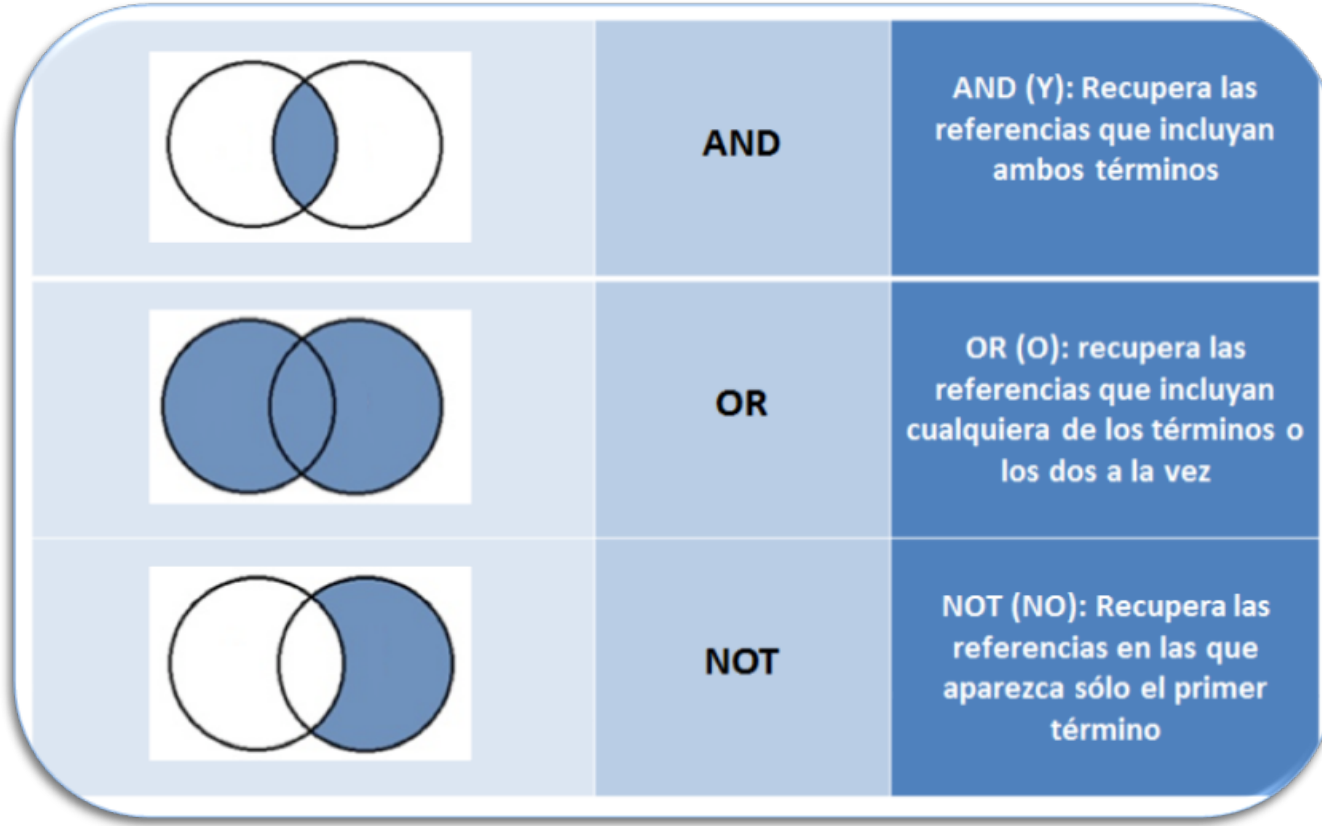 AND
AND (Y): Recupera las
referencias que incluyan
ambos términos
OR
OR (O): recupera las
referencias que incluyan
cualquiera de los términos o
los dos a la vez
NOT
NOT (NO): Recupera las
referencias en las que
aparezca sólo el primer
término